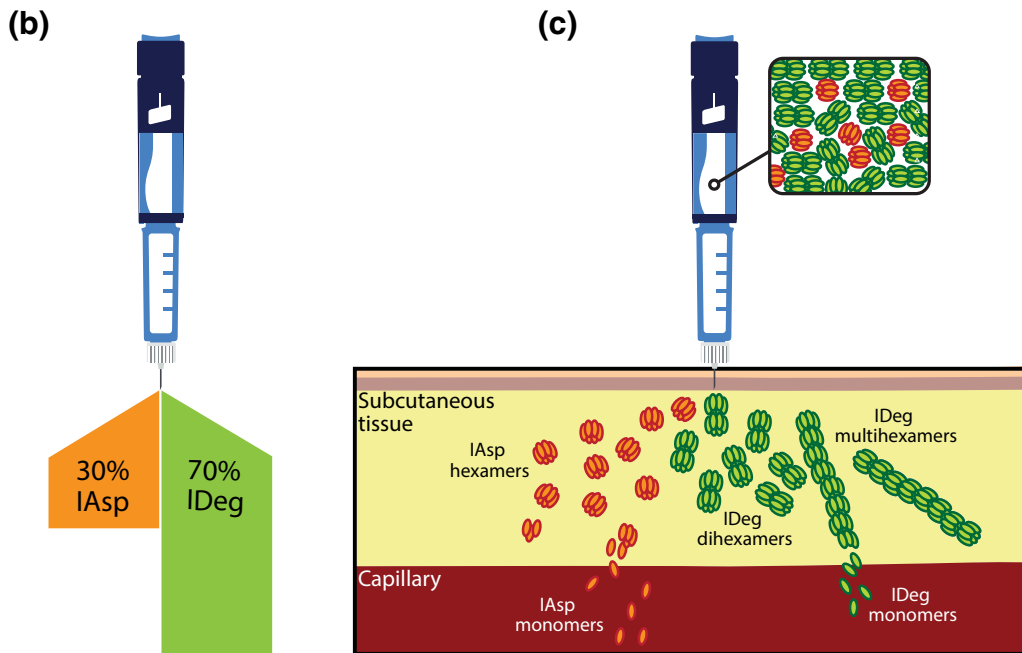 (b)
(c)
30%
IAsp
70%
IDeg
Subcutaneous
tissue
IAsp
hexamers
IDeg
multihexamers
IDeg
dihexamers
Capillary
IAsp
monomers
IDeg
monomers